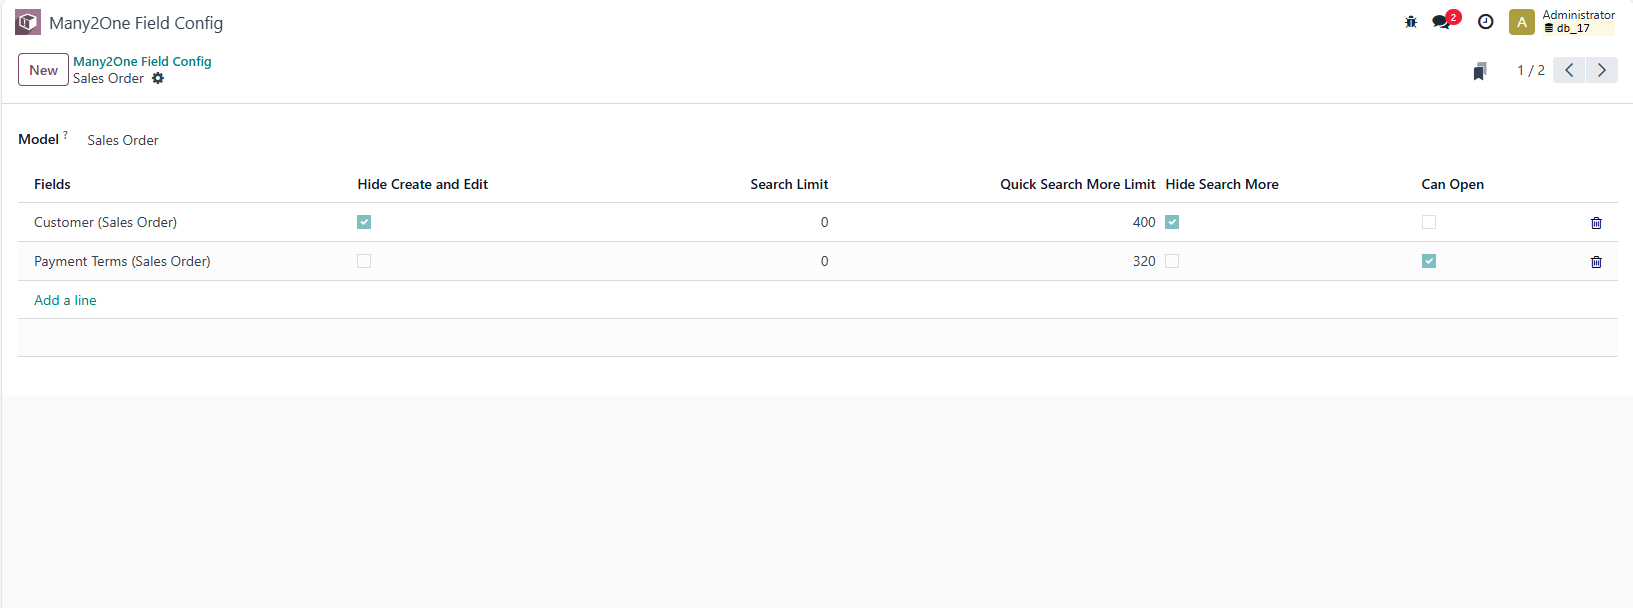 Many2One Field Config
2
A
Administrator
db_17
New
Many2One Field Config
Sales Order
1 / 2
Model ?
Sales Order
Fields Hide Create and Edit Search Limit Quick Search More Limit Hide Search More Can Open
Customer (Sales Order) 0 400
Payment Terms (Sales Order) 0 320
Add a line